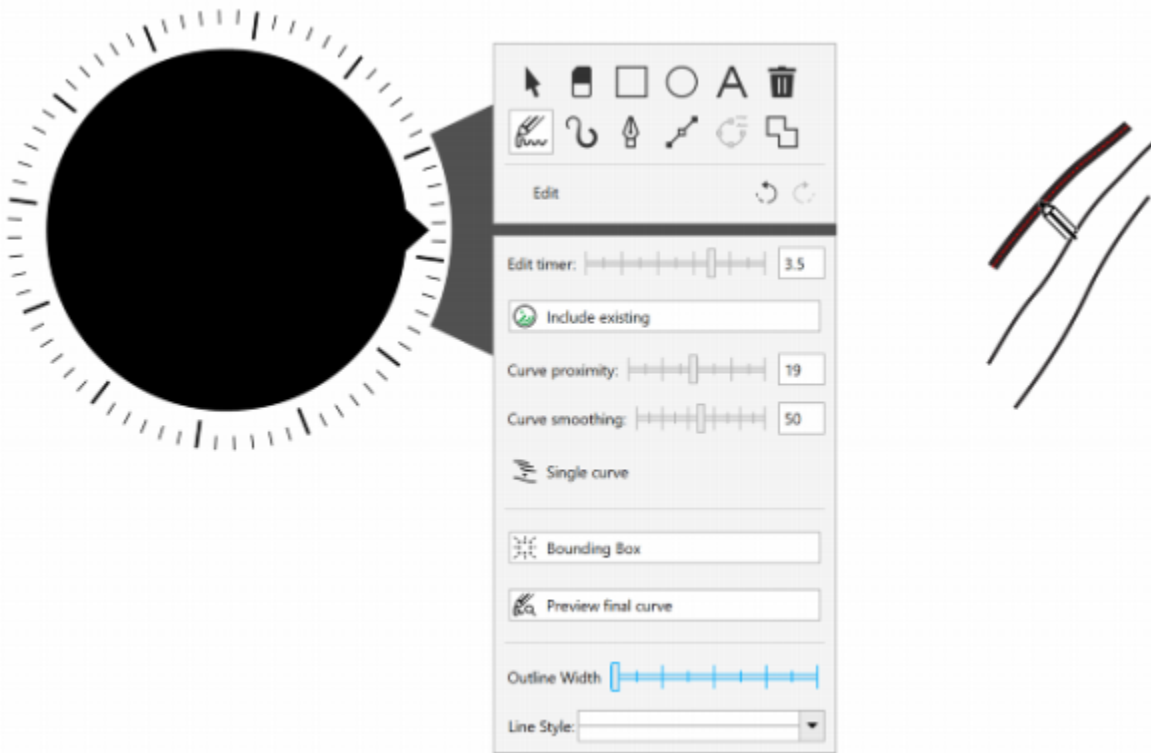 A
Edit
Edit timer: 3.5
Include existing
Curve proximity: 19
Curve smoothing: 50
Single curve
Bounding Box
Preview final curve
Outline Width
Line Style: